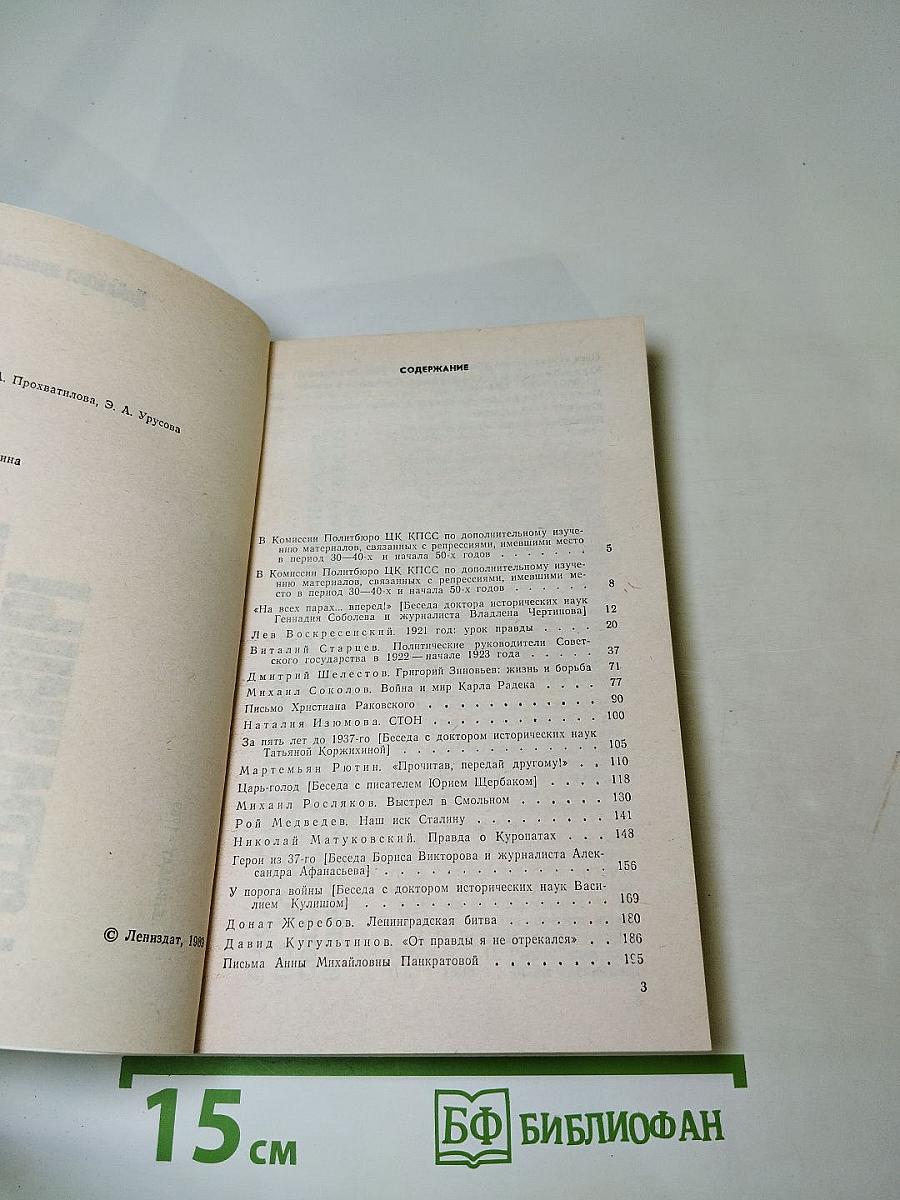 А. Прохватилова, Э. А. Урусова
ина
© Лениздат, 1989
СОДЕРЖАНИЕ
В Комиссии Политбюро ЦК КПСС по дополнительному изуче-
нию материалов, связанных с репрессиями, имевшими место
в период 30—40-х и начала 50-х годов . . . . . . . 5
В Комиссии Политбюро ЦК КПСС по дополнительному изуче-
нию материалов, связанных с репрессиями, имевшими ме-
сто в период 30—40-х и начала 50-х годов . . . . . . 8
«На всех парах... вперед!» [Беседа доктора исторических наук
Геннадия Соболева и журналиста Владлена Чертинова] 12
Лев Воскресенский. 1921 год: урок правды . . . . 20
Виталий Старцев. Политические руководители Совет-
ского государства в 1922 — начале 1923 года . . . . . 37
Дмитрий Шелестов. Григорий Зиновьев: жизнь и борьба 71
Михаил Соколов. Война и мир Карла Радека . . . . 77
Письмо Христиана Раковского . . . . . . . . . . . 90
Наталия Изюмова. СТОН . . . . . . . . . . . . 100
За пять лет до 1937-го [Беседа с доктором исторических наук
Татьяной Коржихиной] . . . . . . . . . . . . . 105
Мартемьян Рютин. «Прочитав, передай другому!» . . 110
Царь-голод [Беседа с писателем Юрием Щербаком] . . . . 118
Михаил Росляков. Выстрел в Смольном . . . . . . 130
Рой Медведев. Наш иск Сталину . . . . . . . . . 141
Николай Матуковский. Правда о Куропатах . . . 148
Герои из 37-го [Беседа Бориса Викторова и журналиста Алек-
сандра Афанасьева] . . . . . . . . . . . . . . 156
У порога войны [Беседа с доктором исторических наук Васи-
лием Кулишом] . . . . . . . . . . . . . . . . 169
Донат Жеребов. Ленинградская битва . . . . . . . 180
Давид Кугультинов. «От правды я не отрекался» . . 186
Письма Анны Михайловны Панкратовой . . . . . . . . 195
3
15 см
БФ БИБЛИОФАН